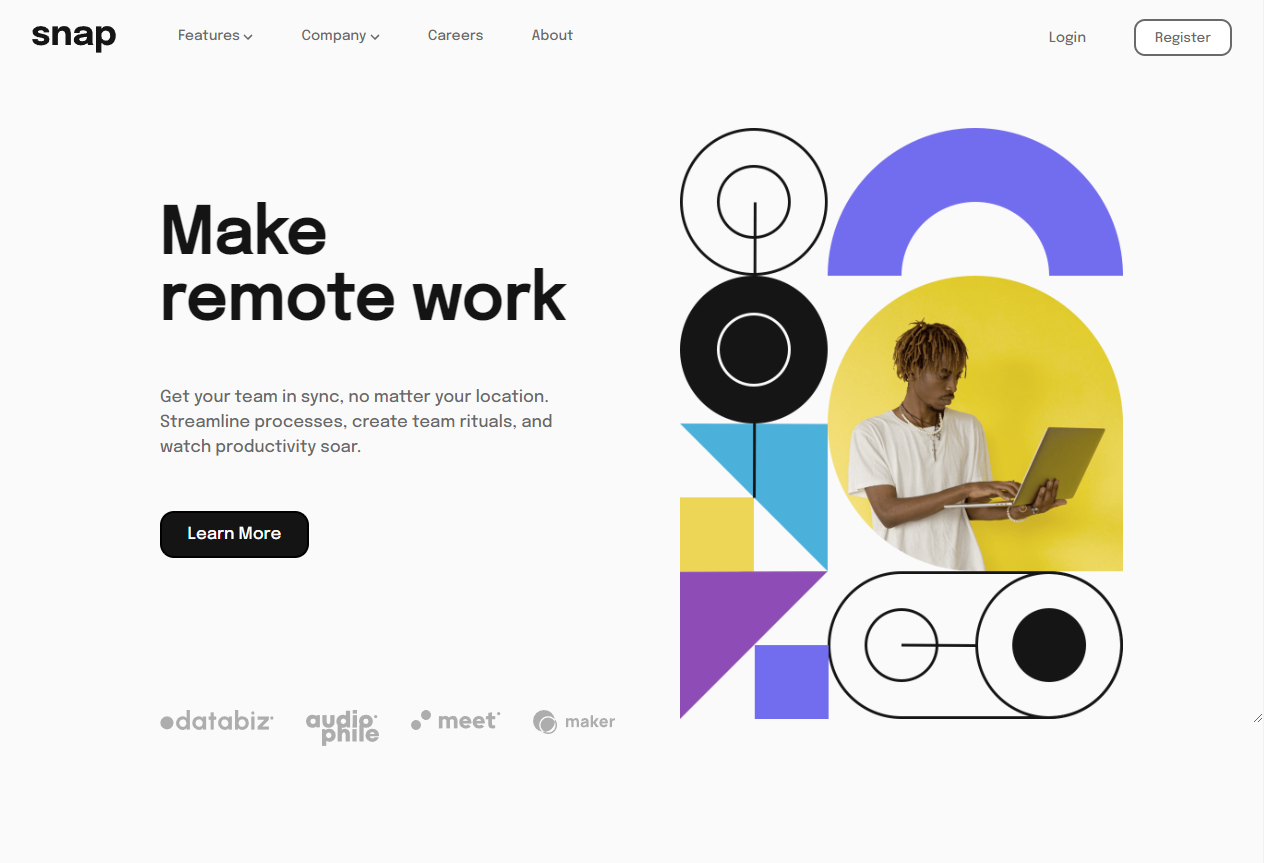 snap
Features
Company
Careers
About
Login
Register
Make
remote work
Get your team in sync, no matter your location.
Streamline processes, create team rituals, and
watch productivity soar.
Learn More
databiz
audio
phile
meet
maker